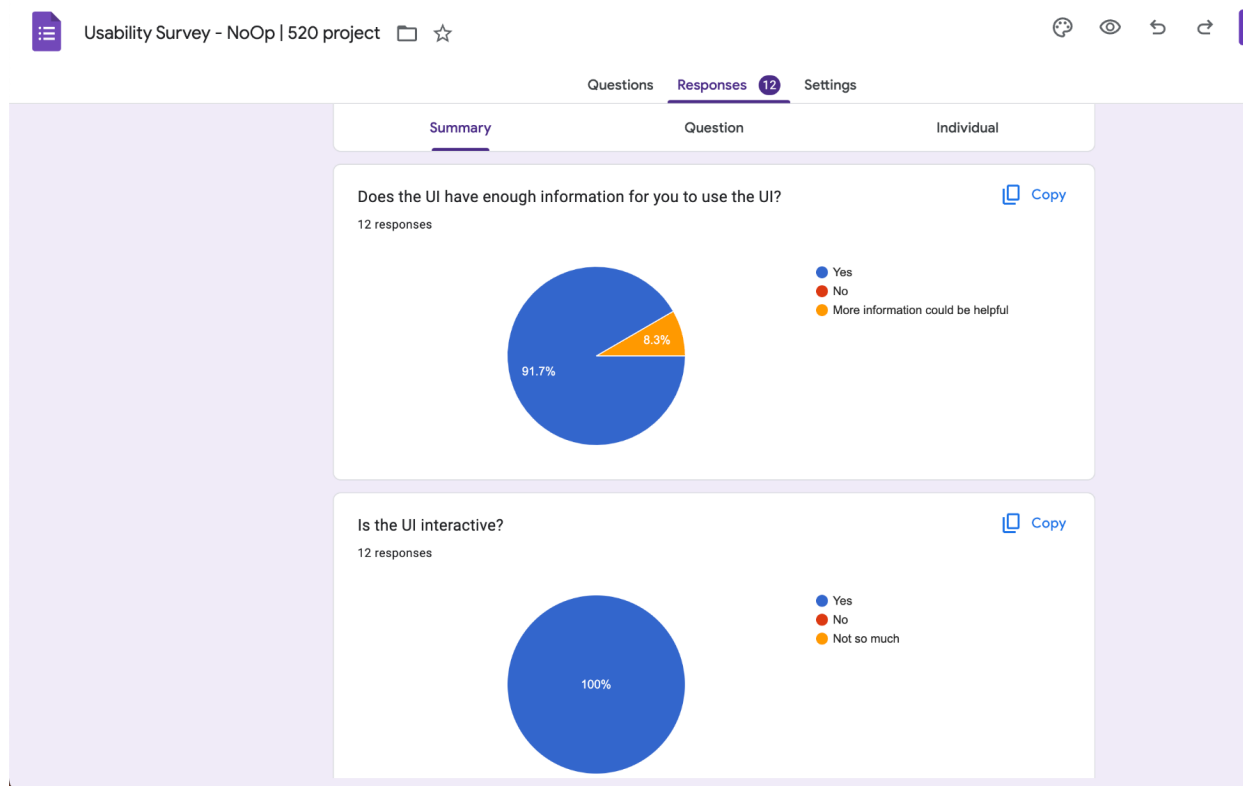 Usability Survey - NoOp | 520 project
Questions Responses 12 Settings
Summary Question Individual
Does the UI have enough information for you to use the UI?
Copy
12 responses
Yes
No
More information could be helpful
8.3%
91.7%
Is the UI interactive?
Copy
12 responses
Yes
No
Not so much
100%